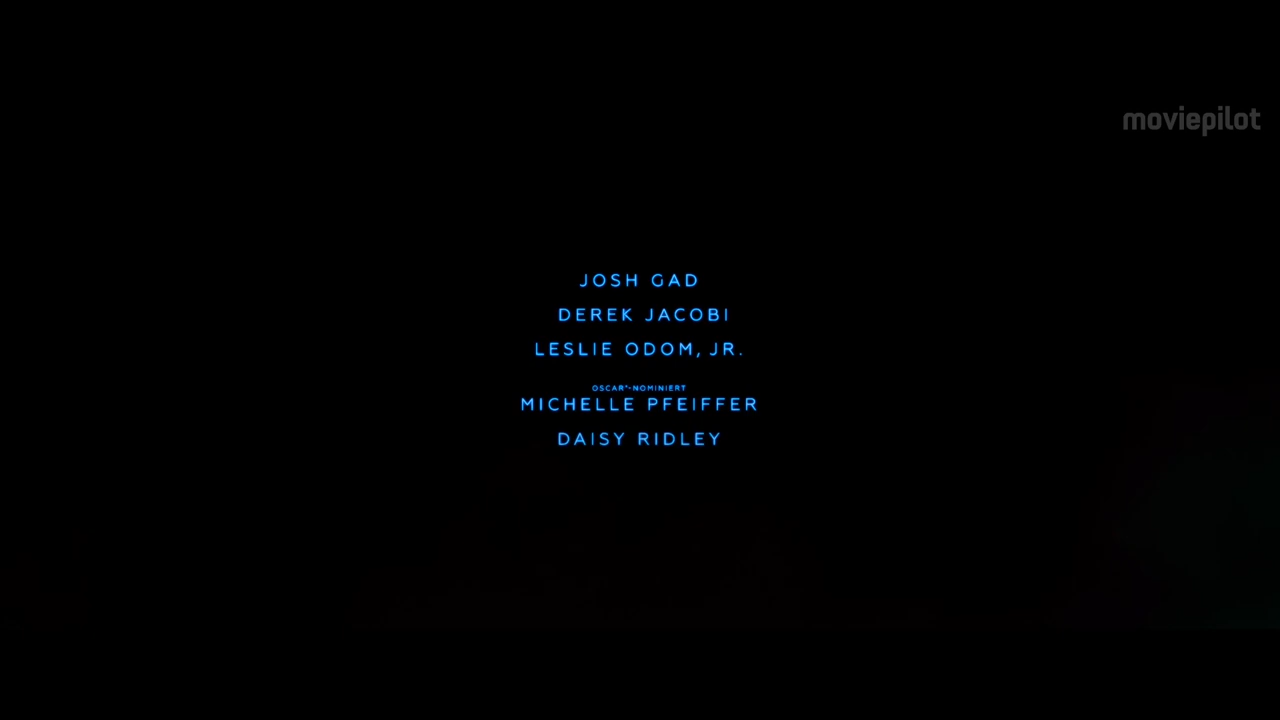 moviepilot
JOSH GAD
DEREK JACOBI
LESLIE ODOM, JR.
OSCAR®-NOMINIERT
MICHELLE PFEIFFER
DAISY RIDLEY